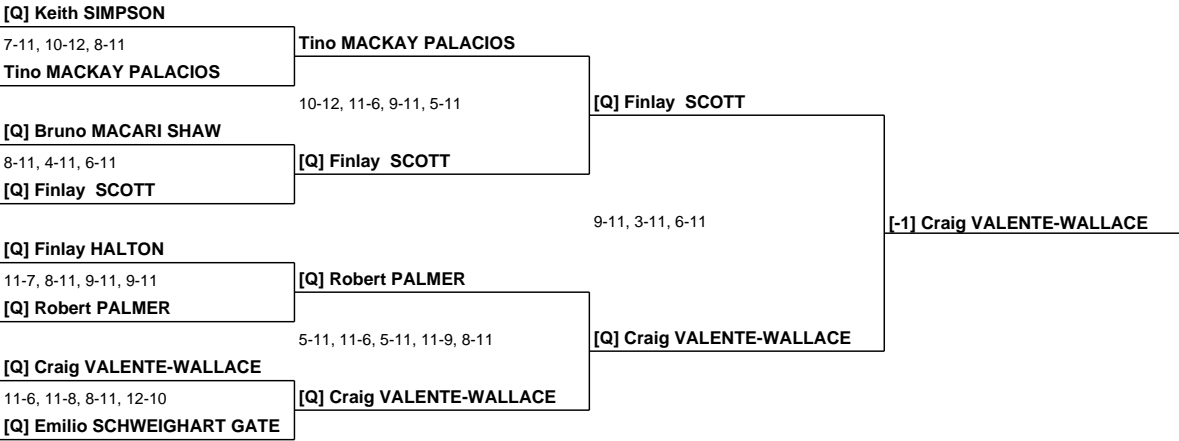 [Q] Keith SIMPSON
7-11, 10-12, 8-11
Tino MACKAY PALACIOS
Tino MACKAY PALACIOS
10-12, 11-6, 9-11, 5-11
[Q] Finlay SCOTT
[Q] Bruno MACARI SHAW
8-11, 4-11, 6-11
[Q] Finlay SCOTT
[Q] Finlay SCOTT
9-11, 3-11, 6-11
[-1] Craig VALENTE-WALLACE
[Q] Finlay HALTON
11-7, 8-11, 9-11, 9-11
[Q] Robert PALMER
[Q] Robert PALMER
5-11, 11-6, 5-11, 11-9, 8-11
[Q] Craig VALENTE-WALLACE
[Q] Craig VALENTE-WALLACE
11-6, 11-8, 8-11, 12-10
[Q] Craig VALENTE-WALLACE
[Q] Emilio SCHWEIGHART GATE